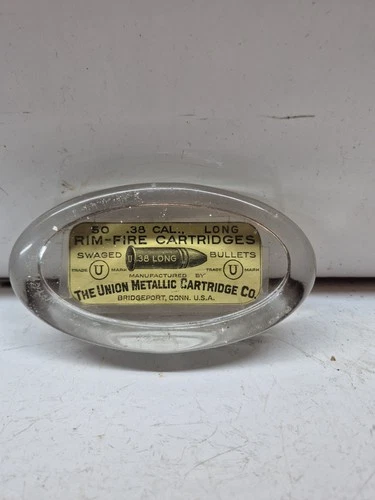 50 .38 CAL., LONG
RIM-FIRE CARTRIDGES
SWAGED U .38 LONG BULLETS
TRADE U MARK TRADE U MARK
MANUFACTURED BY
THE UNION METALLIC CARTRIDGE CO.
BRIDGEPORT, CONN. U.S.A.